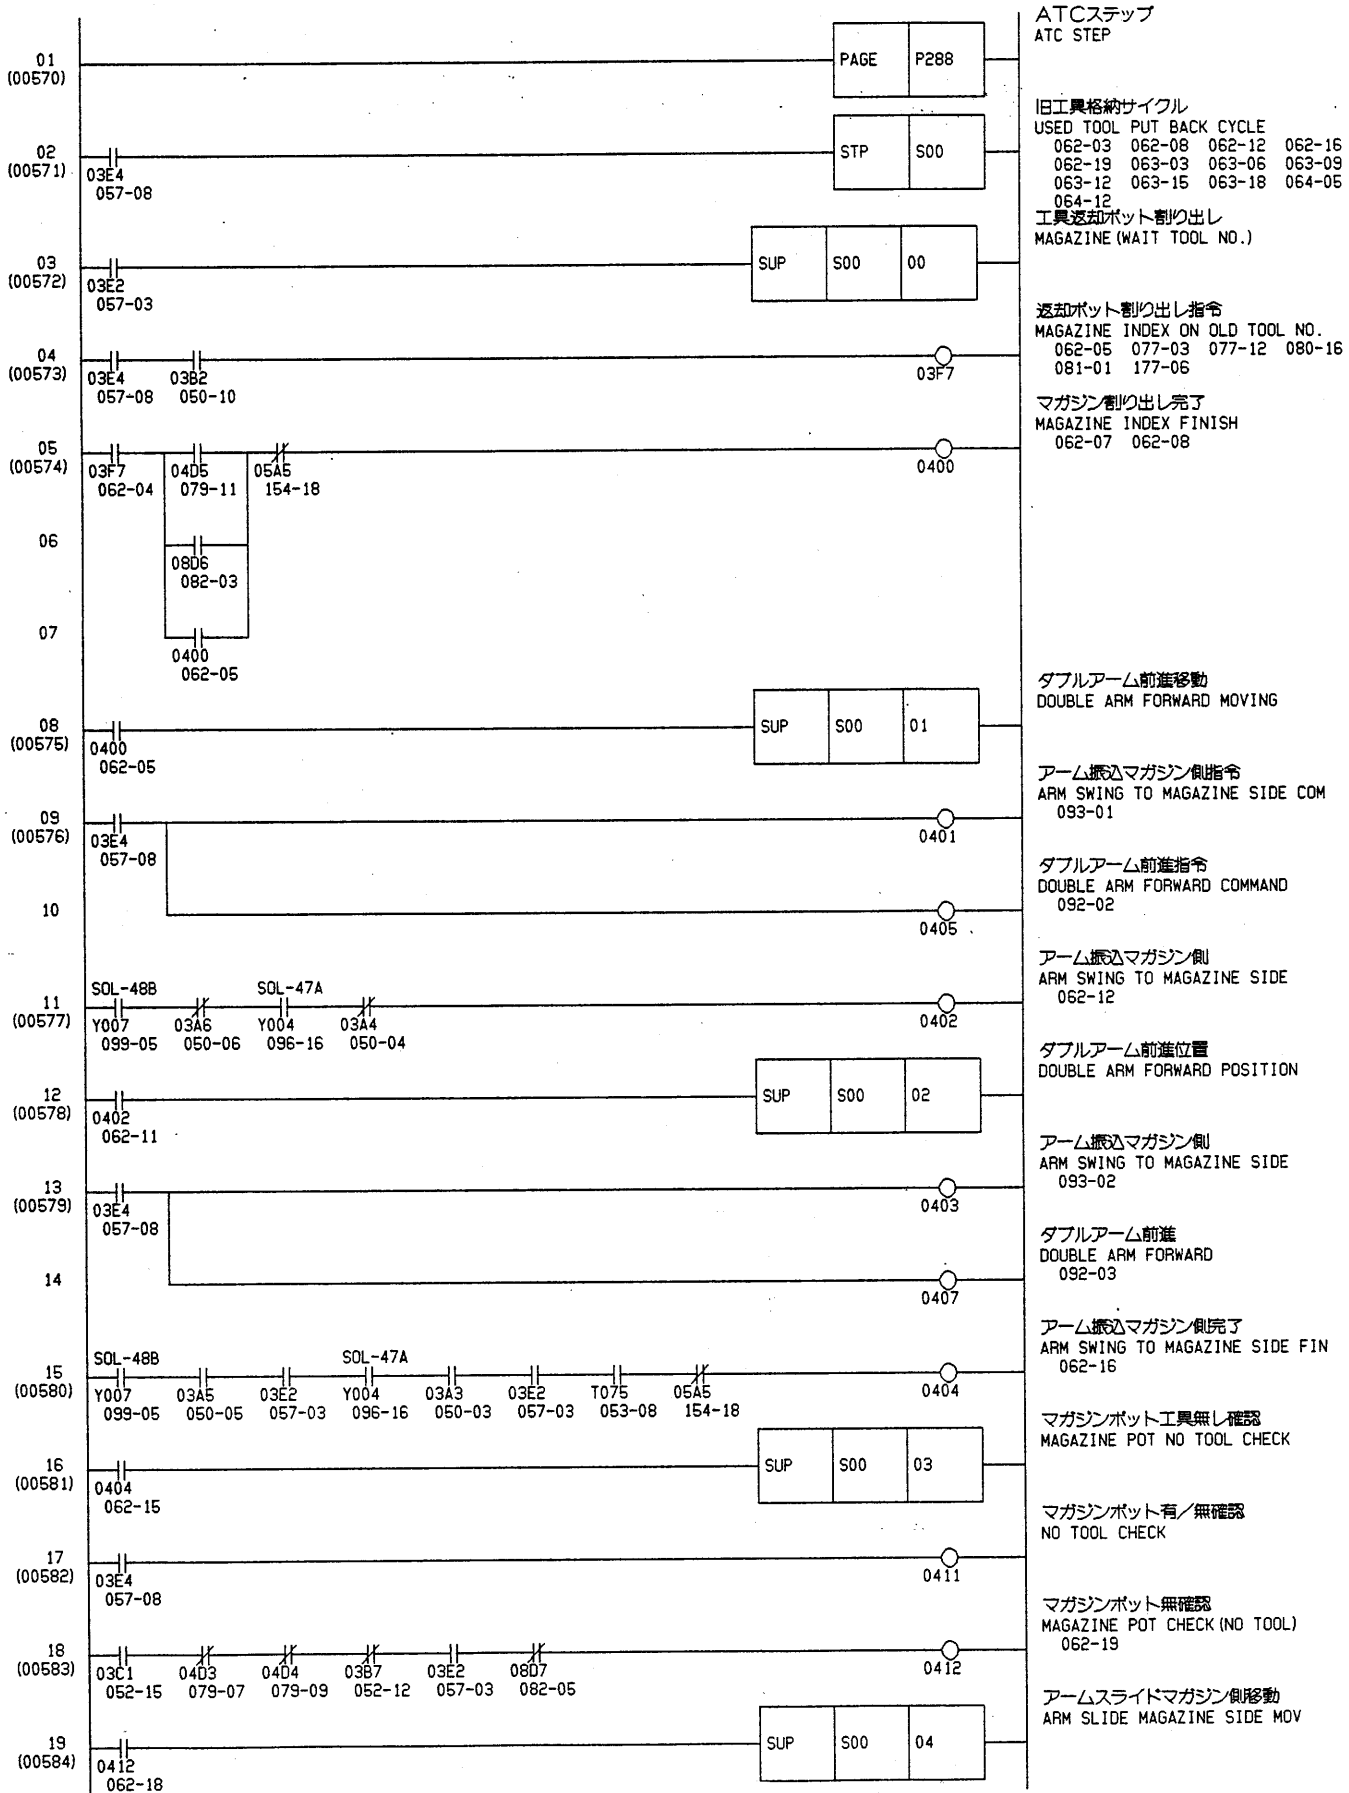 ATCステップ
ATC STEP
01
(00570)
PAGE P288
旧工具格納サイクル
USED TOOL PUT BACK CYCLE
062-03 062-08 062-12 062-16
062-19 063-03 063-06 063-09
063-12 063-15 063-18 064-05
064-12
02
(00571)
03E4
057-08
STP S00
工具返却ポット割り出し
MAGAZINE(WAIT TOOL NO.)
03
(00572)
03E2
057-03
SUP S00 00
返却ポット割り出し指令
MAGAZINE INDEX ON OLD TOOL NO.
062-05 077-03 077-12 080-16
081-01 177-06
04
(00573)
03E4 03B2 03F7
057-08 050-10
マガジン割り出し完了
MAGAZINE INDEX FINISH
062-07 062-08
05
(00574)
03F7 04D5 05A5 0400
062-04 079-11 154-18
06
08D6
082-03
07
0400
062-05
ダブルアーム前進移動
DOUBLE ARM FORWARD MOVING
08
(00575)
0400
062-05
SUP S00 01
アーム振込マガジン側指令
ARM SWING TO MAGAZINE SIDE COM
093-01
09
(00576)
03E4 0401
057-08
ダブルアーム前進指令
DOUBLE ARM FORWARD COMMAND
092-02
10
0405
アーム振込マガジン側
ARM SWING TO MAGAZINE SIDE
062-12
SOL-48B SOL-47A
11
(00577)
Y007 03A6 Y004 03A4 0402
099-05 050-06 096-16 050-04
ダブルアーム前進位置
DOUBLE ARM FORWARD POSITION
12
(00578)
0402
062-11
SUP S00 02
アーム振込マガジン側
ARM SWING TO MAGAZINE SIDE
093-02
13
(00579)
03E4 0403
057-08
ダブルアーム前進
DOUBLE ARM FORWARD
092-03
14
0407
アーム振込マガジン側完了
ARM SWING TO MAGAZINE SIDE FIN
062-16
SOL-48B SOL-47A
15
(00580)
Y007 03A5 03E2 Y004 03A3 03E2 T075 05A5 0404
099-05 050-05 057-03 096-16 050-03 057-03 053-08 154-18
マガジンポット工具無し確認
MAGAZINE POT NO TOOL CHECK
16
(00581)
0404
062-15
SUP S00 03
マガジンポット有/無確認
NO TOOL CHECK
17
(00582)
03E4 0411
057-08
マガジンポット無確認
MAGAZINE POT CHECK(NO TOOL)
062-19
18
(00583)
03C1 04D3 04D4 03B7 03E2 08D7 0412
052-15 079-07 079-09 052-12 057-03 082-05
アームスライドマガジン側移動
ARM SLIDE MAGAZINE SIDE MOV
19
(00584)
0412
062-18
SUP S00 04